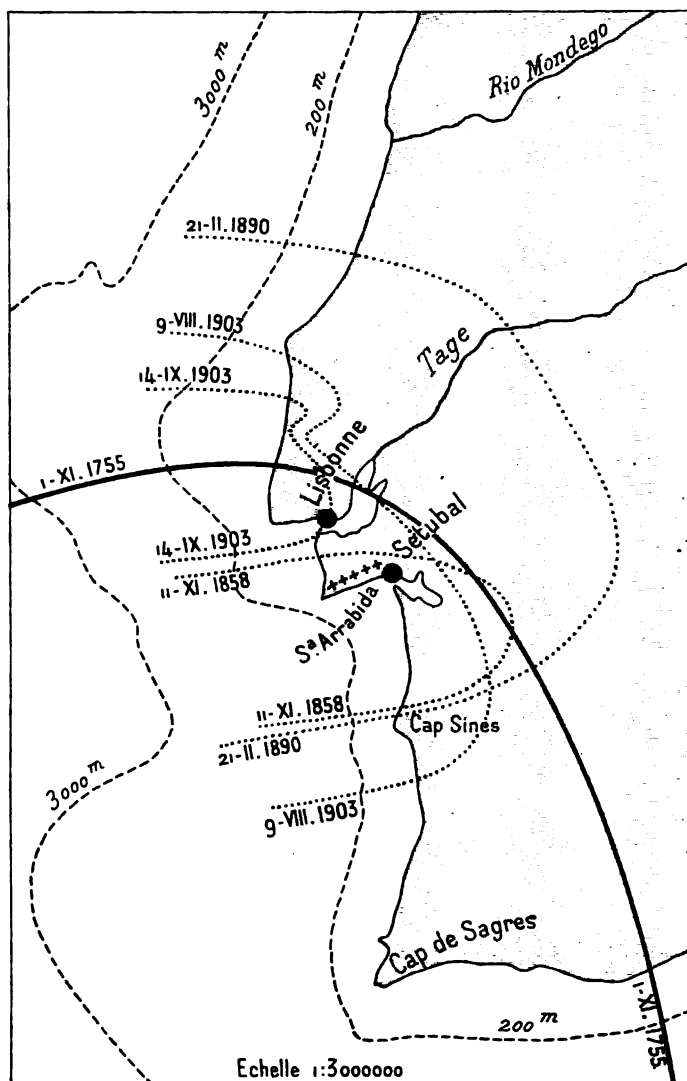 3000 m
200 m
Rio Mondego
21-II.1890
9-VIII.1903
Tage
14-IX.1903
1-XI.1755
Lisbonne
Setubal
14-IX.1903
11-XI.1858
Sª. Arrabida
11-XI.1858
Cap Sines
21-II.1890
3000 m
9-VIII.1903
Cap de Sagres
1-XI.1755
200 m
Echelle 1:3000000